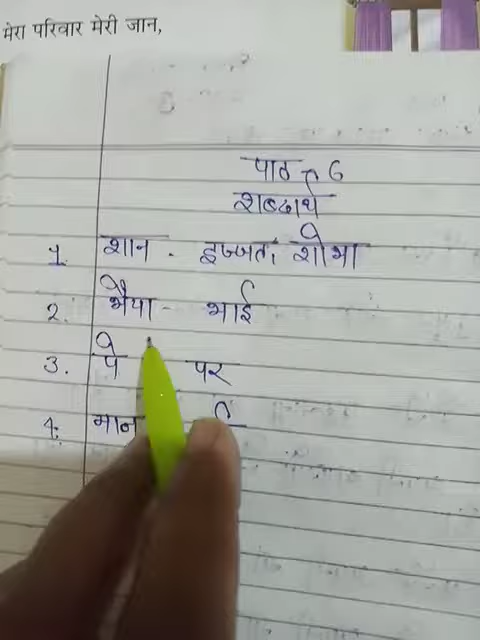 मेरा परिवार मेरी जान,
पाठ - 6
शब्दार्थ
1. शान - इज्जत, शोभा
2. भैया - भाई
3. पे पर
4. मान